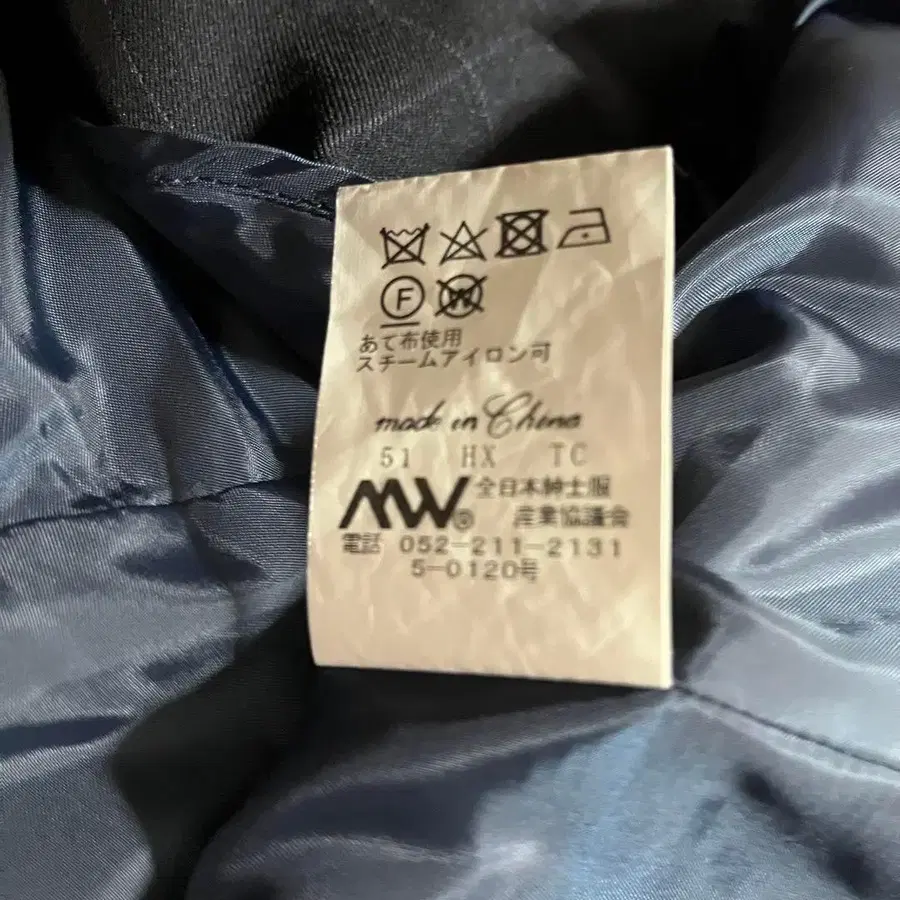 F W
あて布使用
スチームアイロン可
made in China
51 HX TC
MW® 全日本紳士服
産業協議会
電話 052-211-2131
5-0120号